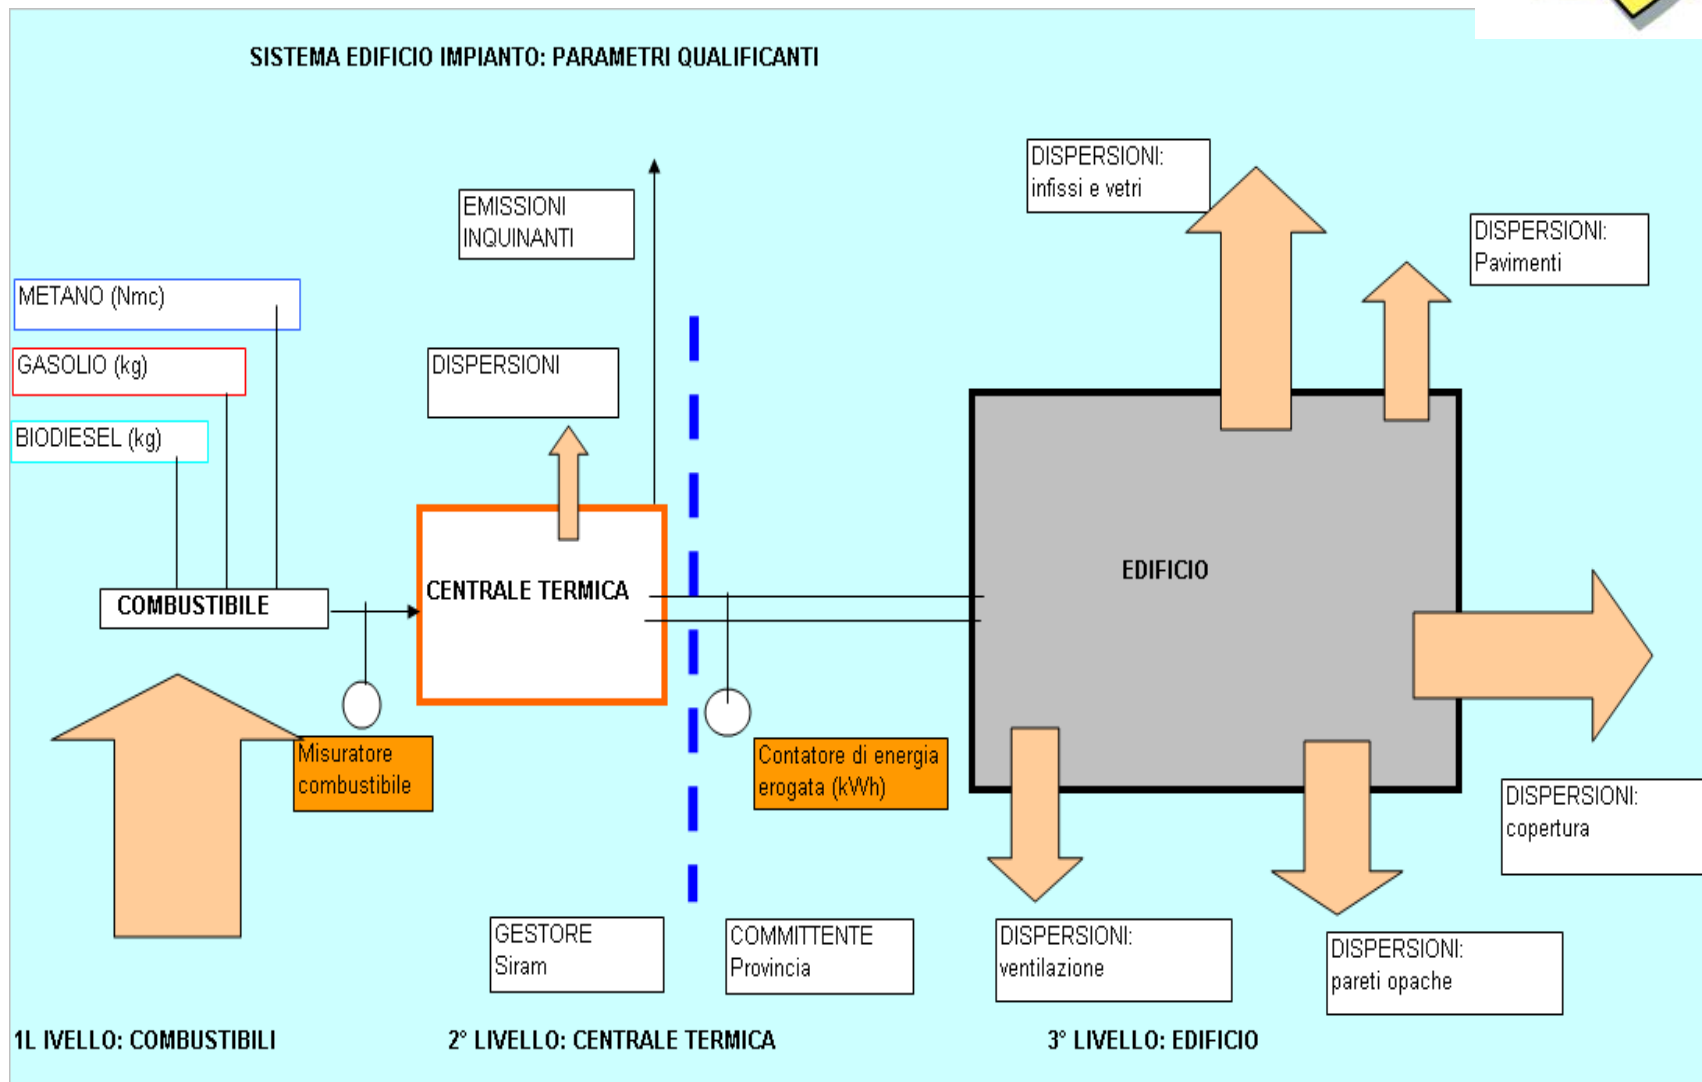 SISTEMA EDIFICIO IMPIANTO: PARAMETRI QUALIFICANTI
DISPERSIONI:
infissi e vetri
EMISSIONI
INQUINANTI
DISPERSIONI:
Pavimenti
METANO (Nmc)
GASOLIO (kg)
DISPERSIONI
BIODIESEL (kg)
COMBUSTIBILE
CENTRALE TERMICA
EDIFICIO
Misuratore
combustibile
Contatore di energia
erogata (kWh)
DISPERSIONI:
copertura
GESTORE
Siram
COMMITTENTE
Provincia
DISPERSIONI:
ventilazione
DISPERSIONI:
pareti opache
1L IVELLO: COMBUSTIBILI
2° LIVELLO: CENTRALE TERMICA
3° LIVELLO: EDIFICIO